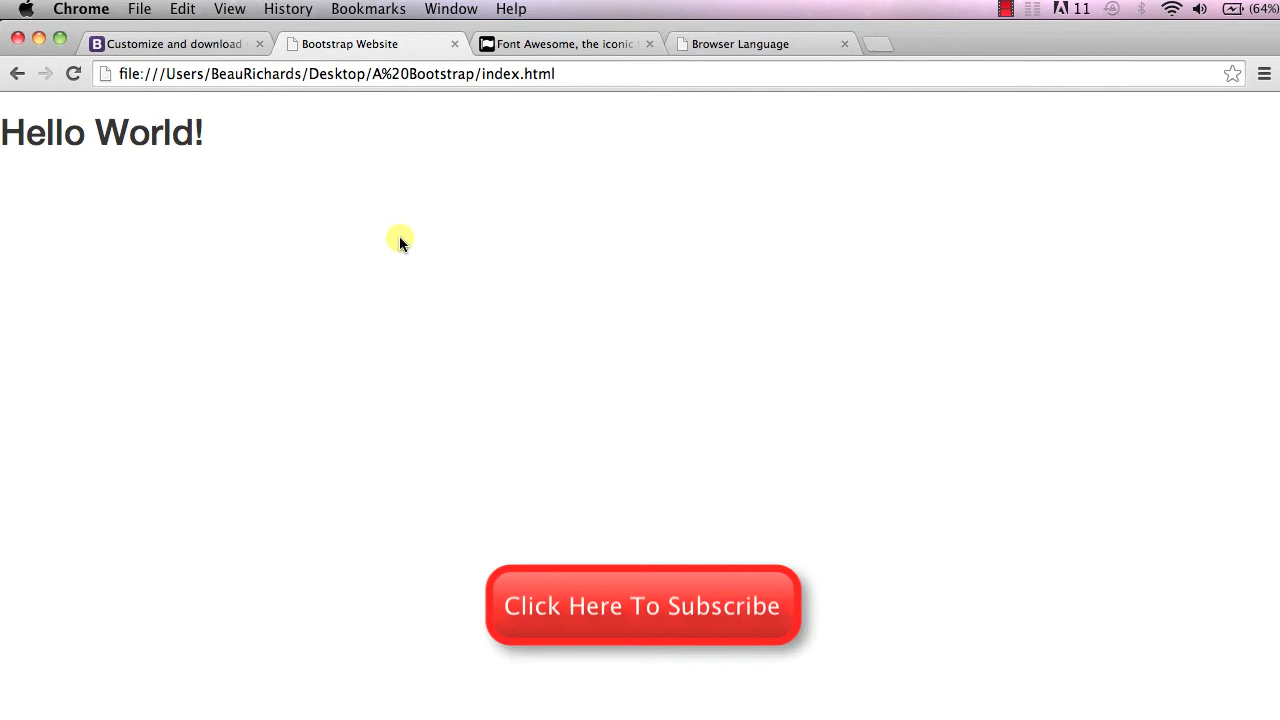 Chrome File Edit View History Bookmarks Window Help 11 (64%)
Customize and download Bootstrap Website Font Awesome, the iconic Browser Language
file:///Users/BeauRichards/Desktop/A%20Bootstrap/index.html
Hello World!
Click Here To Subscribe